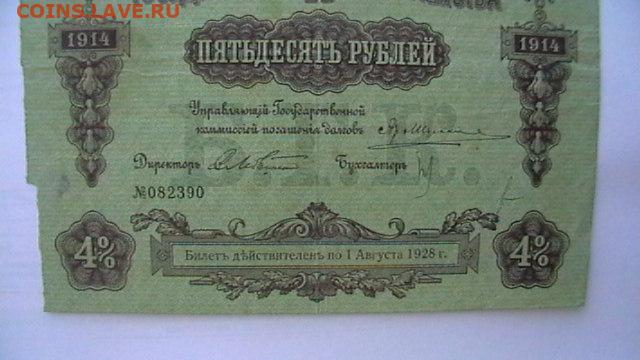 COINS.LAVE.RU
1914 1914
ПЯТЬДЕСЯТЪ РУБЛЕЙ
Управляющій Государственной
коммиссіей погашенія долговъ
Директоръ Бухгалтеръ
№082390
4% 4%
Билетъ дѣйствителенъ по 1 Августа 1928 г.